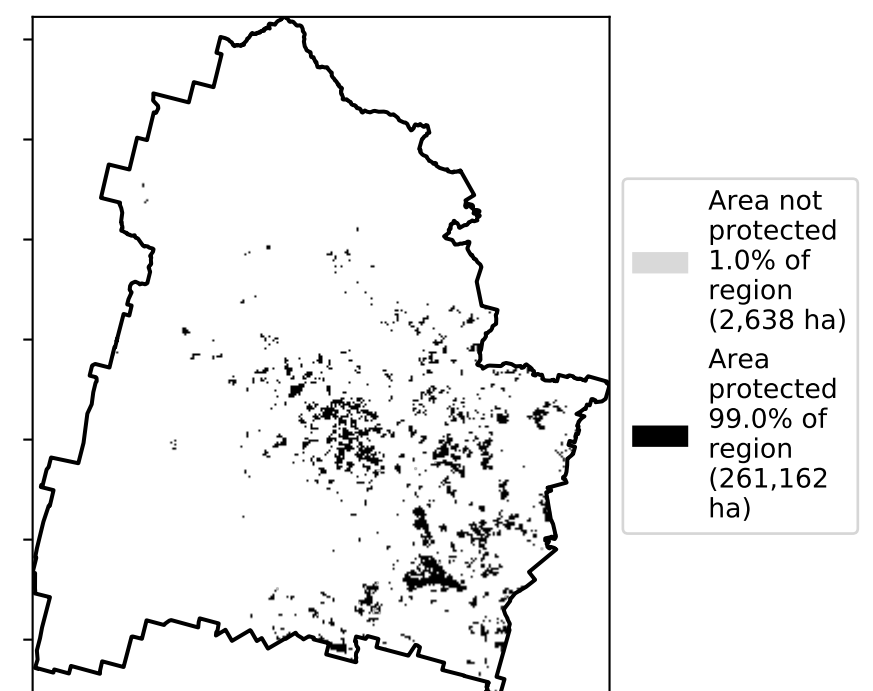 Area not
protected
1.0% of
region
(2,638 ha)
Area
protected
99.0% of
region
(261,162
ha)